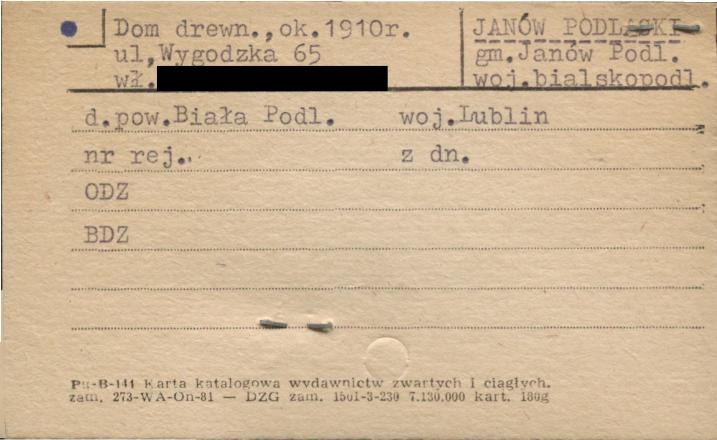 Dom drewn.,ok.1910r.
ul,Wygodzka 65
wł.
JANÓW PODLASKI
gm.Janów Podl.
woj.bialskopodl.
d.pow.Biała Podl. woj.Lublin
nr rej.. z dn.
ODZ
BDZ
Pu-B-141 Karta katalogowa wydawnictw zwartych i ciągłych.
zam. 273-WA-On-81 — DZG zam. 1501-3-230 7.130.000 kart. 180g